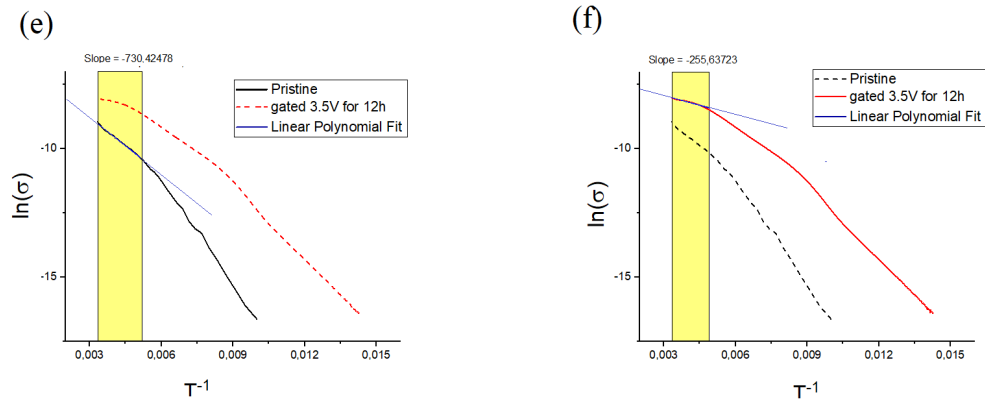 (e)
Slope = -730,42478
Pristine
gated 3.5V for 12h
Linear Polynomial Fit
ln(σ)
-10
-15
0,003 0,006 0,009 0,012 0,015
T⁻¹
(f)
Slope = -255,63723
Pristine
gated 3.5V for 12h
Linear Polynomial Fit
ln(σ)
-10
-15
0,003 0,006 0,009 0,012 0,015
T⁻¹